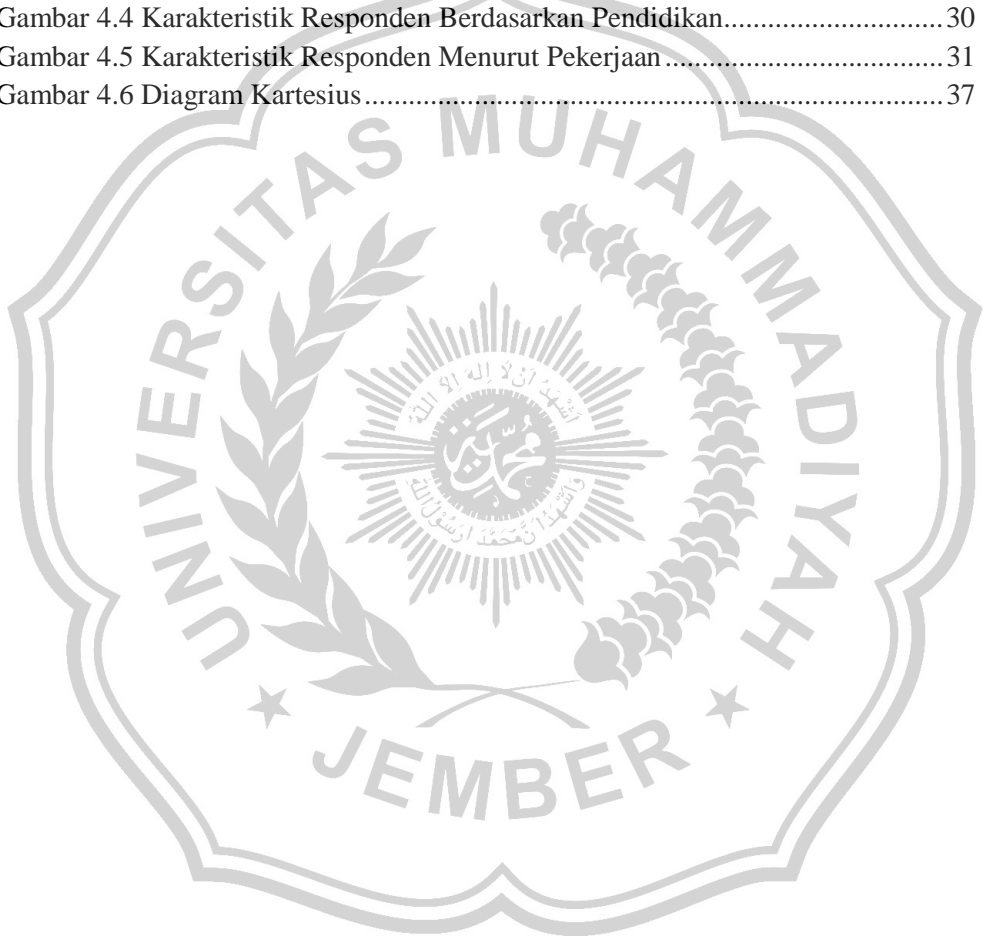 Gambar 4.4 Karakteristik Responden Berdasarkan Pendidikan....................................30
Gambar 4.5 Karakteristik Responden Menurut Pekerjaan.............................................31
Gambar 4.6 Diagram Kartesius.............................................................................................37
UNIVERSITAS MUHAMMADIYAH
JEMBER